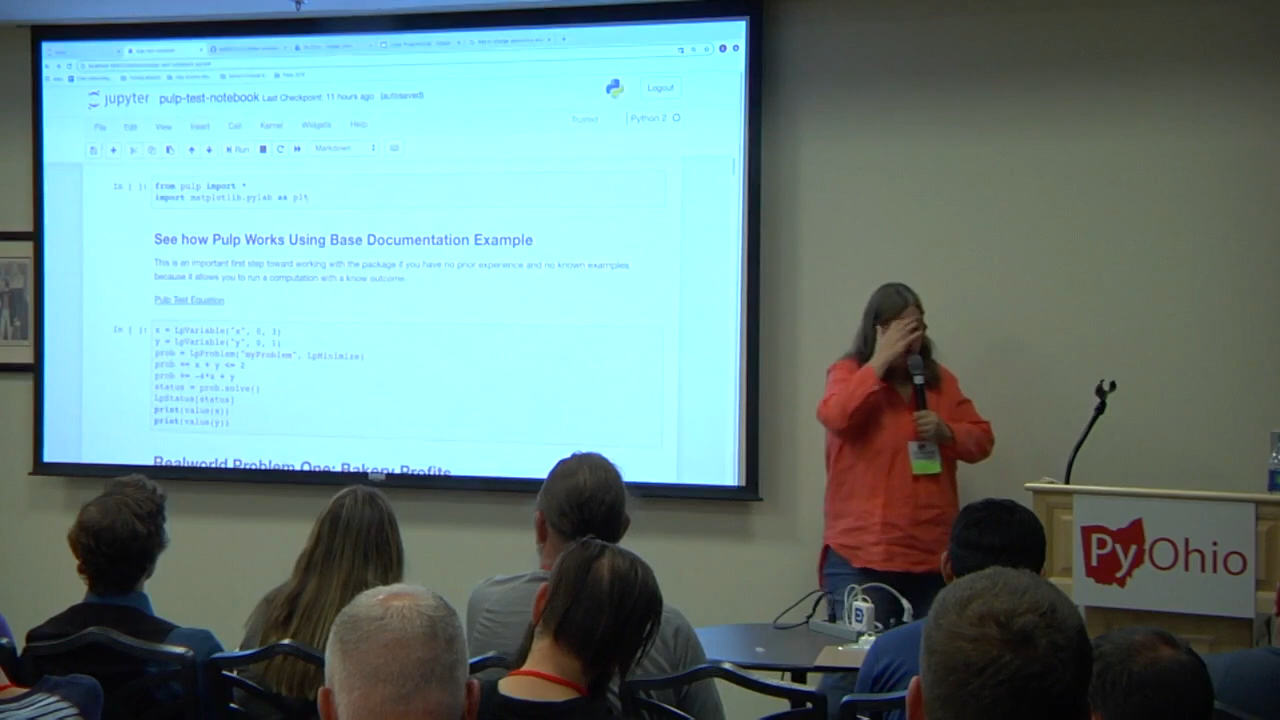 jupyter pulp-test-notebook Last Checkpoint: 11 hours ago (autosaved)
Logout
File Edit View Insert Cell Kernel Widgets Help
Trusted
Python 2
Run
Markdown
In [ ]: from pulp import *
import matplotlib.pylab as plt
See how Pulp Works Using Base Documentation Example
This is an important first step toward working with the package if you have no prior experience and no known examples
because it allows you to run a computation with a know outcome.
Pulp Test Equation
In [ ]: x = LpVariable("x", 0, 3)
y = LpVariable("y", 0, 1)
prob = LpProblem("myProblem", LpMinimize)
prob += x + y <= 2
prob += -4*x + y
status = prob.solve()
LpStatus[status]
print(value(x))
print(value(y))
Realworld Problem One: Bakery Profits
PyOhio